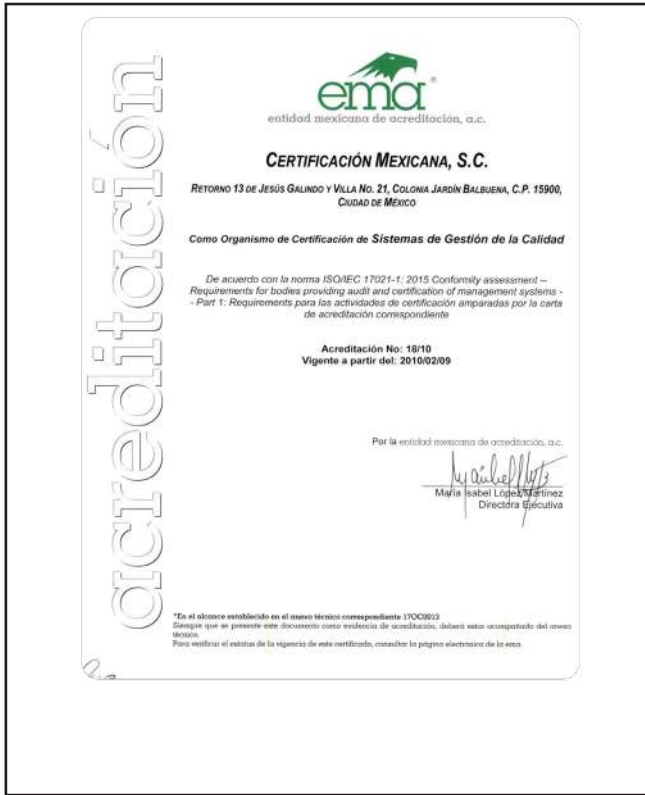 acreditación
ema®
entidad mexicana de acreditación, a.c.
CERTIFICACIÓN MEXICANA, S.C.
RETORNO 13 DE JESÚS GALINDO Y VILLA NO. 21, COLONIA JARDÍN BALBUENA, C.P. 15900,
CIUDAD DE MÉXICO
Como Organismo de Certificación de Sistemas de Gestión de la Calidad
De acuerdo con la norma ISO/IEC 17021-1: 2015 Conformity assessment --
Requirements for bodies providing audit and certification of management systems -
- Part 1: Requirements para las actividades de certificación amparadas por la carta
de acreditación correspondiente
Acreditación No: 18/10
Vigente a partir del: 2010/02/09
Por la entidad mexicana de acreditación, a.c.
María Isabel López Martínez
Directora Ejecutiva
*En el alcance establecido en el anexo técnico correspondiente 17OC0012
Siempre que se presente este documento como evidencia de acreditación, deberá estar acompañado del anexo
técnico.
Para verificar el estatus de la vigencia de este certificado, consultar la página electrónica de la ema.